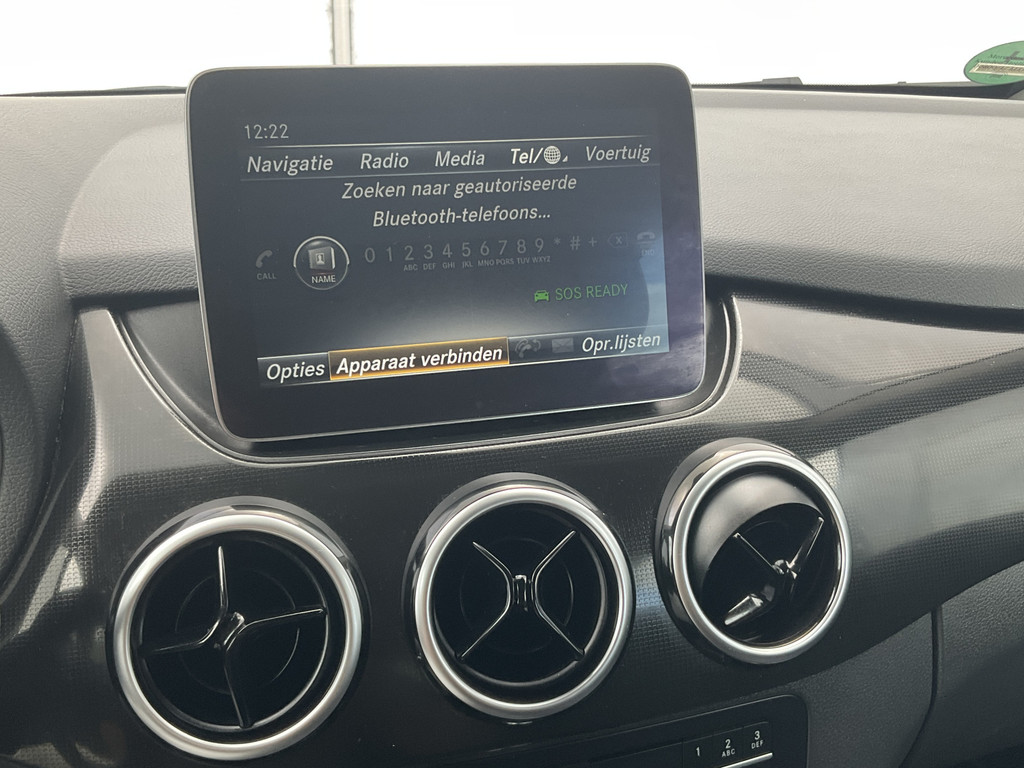 12:22
Navigatie Radio Media Tel/ Voertuig
Zoeken naar geautoriseerde
Bluetooth-telefoons...
0 1 2 3 4 5 6 7 8 9 * # + x
ABC DEF GHI JKL MNO PQRS TUV WXYZ
CALL NAME END
SOS READY
Opties Apparaat verbinden Opr.lijsten
1 2 3
ABC DEF